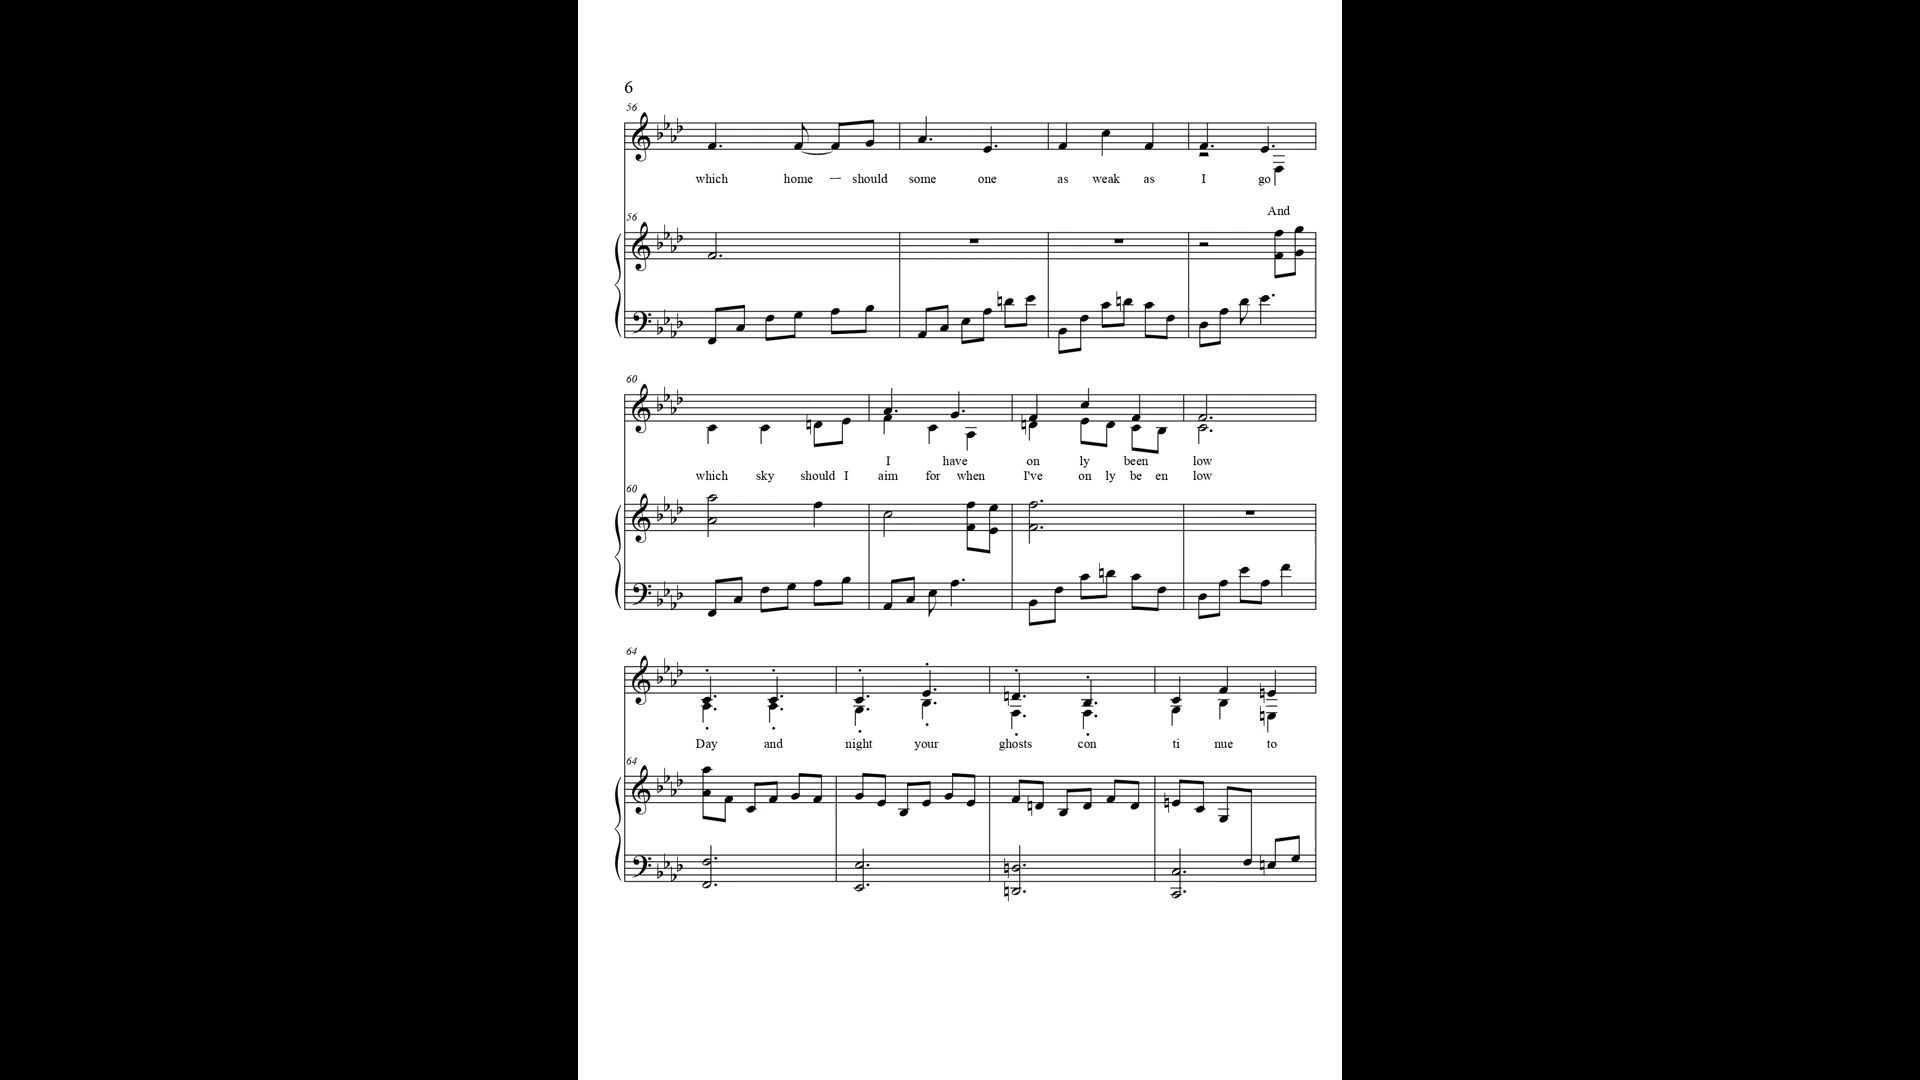 6
56
which home — should some one as weak as I go
And
56
60
I have on ly been low
which sky should I aim for when I've on ly be en low
60
64
Day and night your ghosts con ti nue to
64